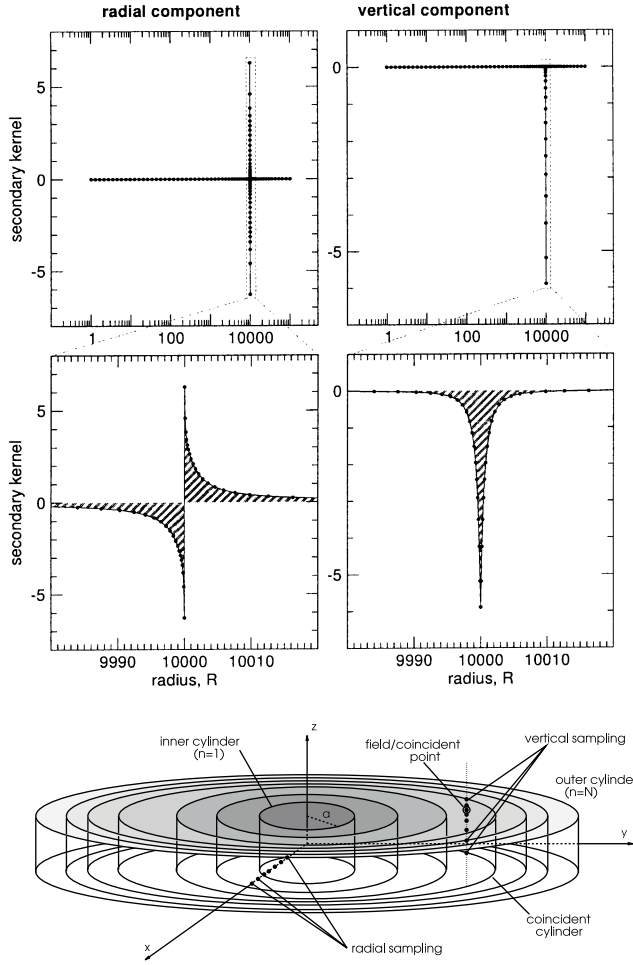 radial component
vertical component
secondary kernel
5
0
-5
0
-5
1
100
10000
1
100
10000
secondary kernel
5
0
-5
0
-5
9990
10000
10010
9990
10000
10010
radius, R
radius, R
z
inner cylinder
(n=1)
field/coincident
point
vertical sampling
outer cylinde
(n=N)
a
y
coincident
cylinder
x
radial sampling